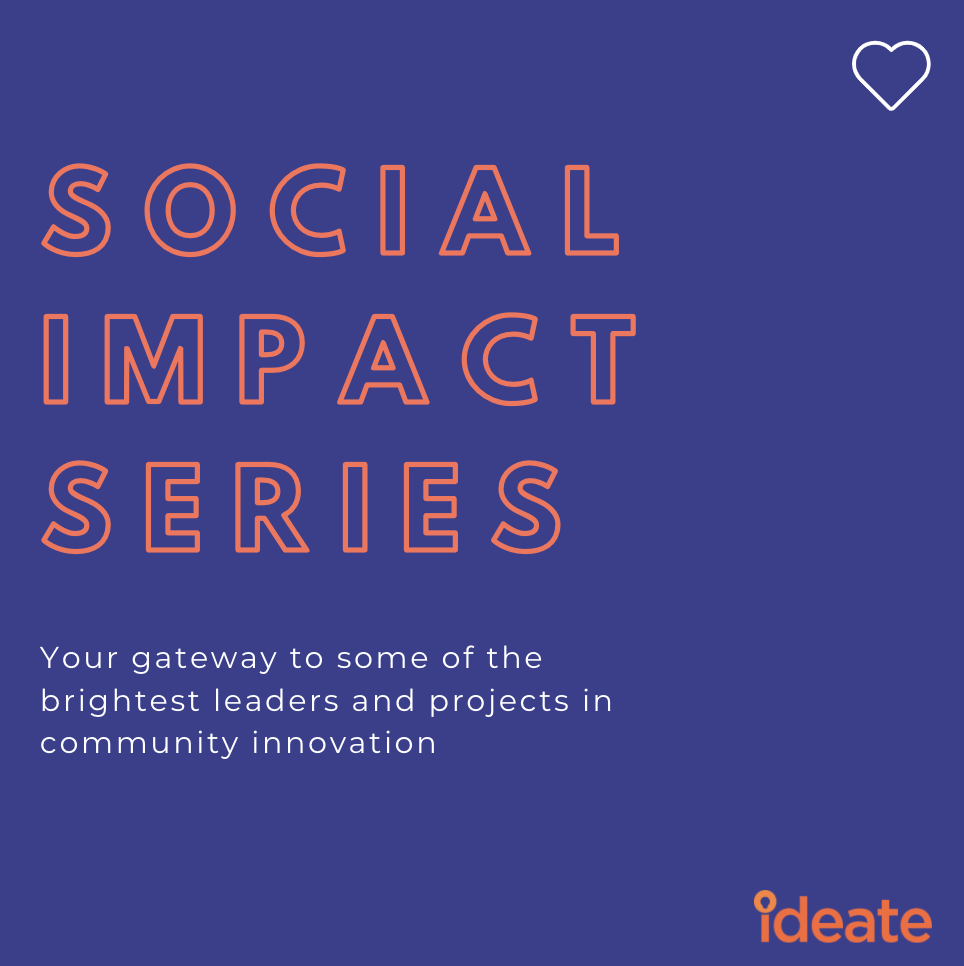 SOCIAL
IMPACT
SERIES
Your gateway to some of the
brightest leaders and projects in
community innovation
ideate